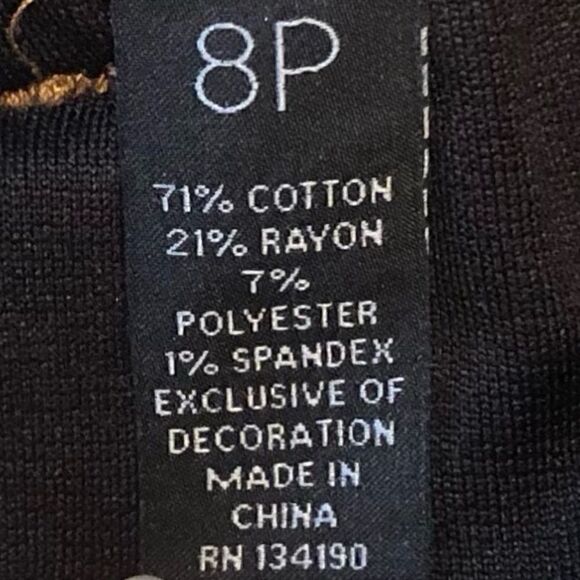 8P
71% COTTON
21% RAYON
7%
POLYESTER
1% SPANDEX
EXCLUSIVE OF
DECORATION
MADE IN
CHINA
RN 134190